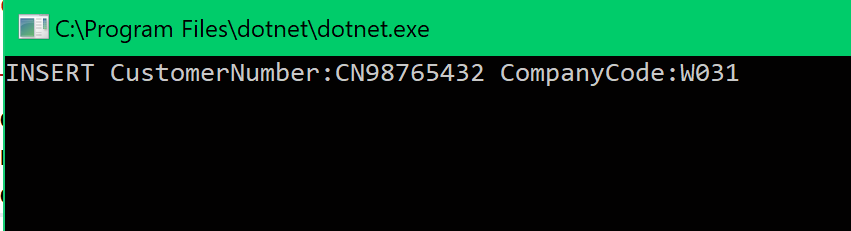 C:\Program Files\dotnet\dotnet.exe
INSERT CustomerNumber:CN98765432 CompanyCode:W031